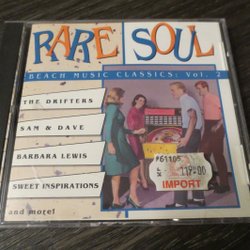 RARE SOUL
BEACH MUSIC CLASSICS: Vol. 2
THE DRIFTERS
SAM & DAVE
BARBARA LEWIS
SWEET INSPIRATIONS
and more!
IMPORT